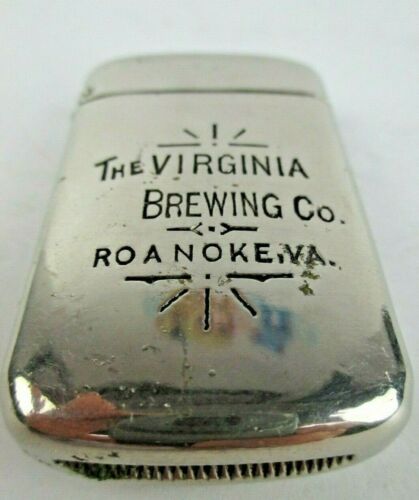 THE VIRGINIA
BREWING CO.
ROANOKE, VA.